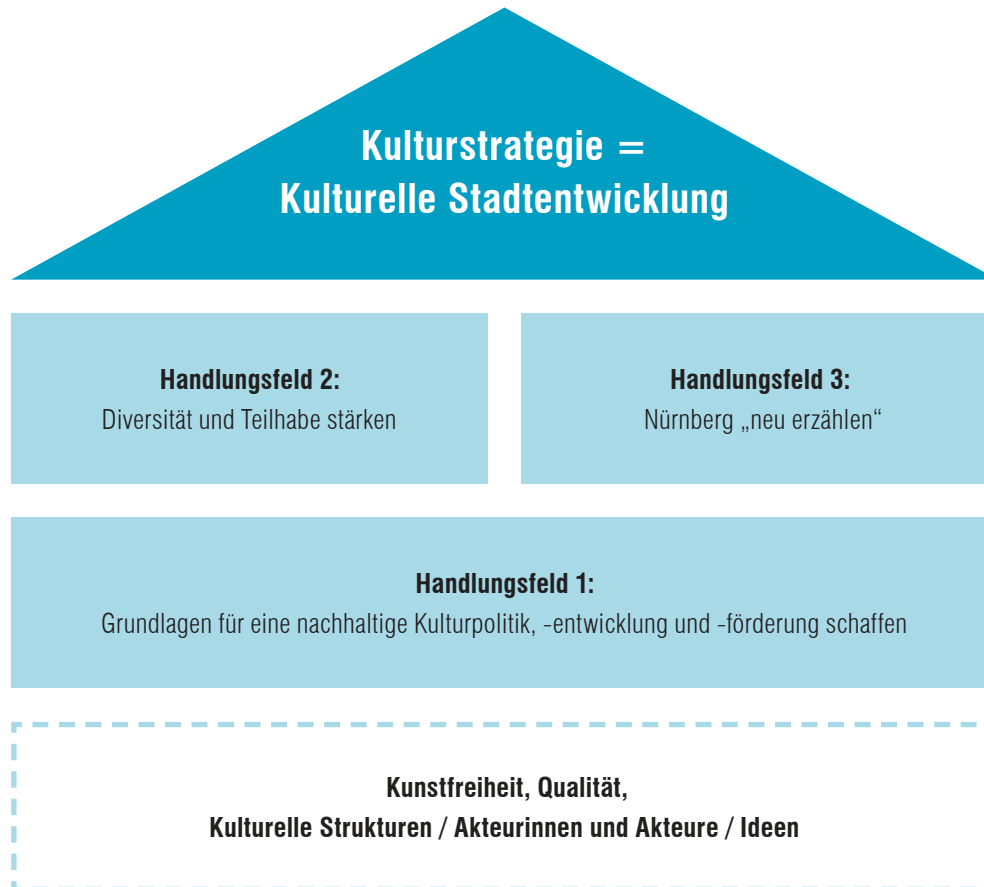 Kulturstrategie =
Kulturelle Stadtentwicklung
Handlungsfeld 2:
Diversität und Teilhabe stärken
Handlungsfeld 3:
Nürnberg „neu erzählen“
Handlungsfeld 1:
Grundlagen für eine nachhaltige Kulturpolitik, -entwicklung und -förderung schaffen
Kunstfreiheit, Qualität,
Kulturelle Strukturen / Akteurinnen und Akteure / Ideen